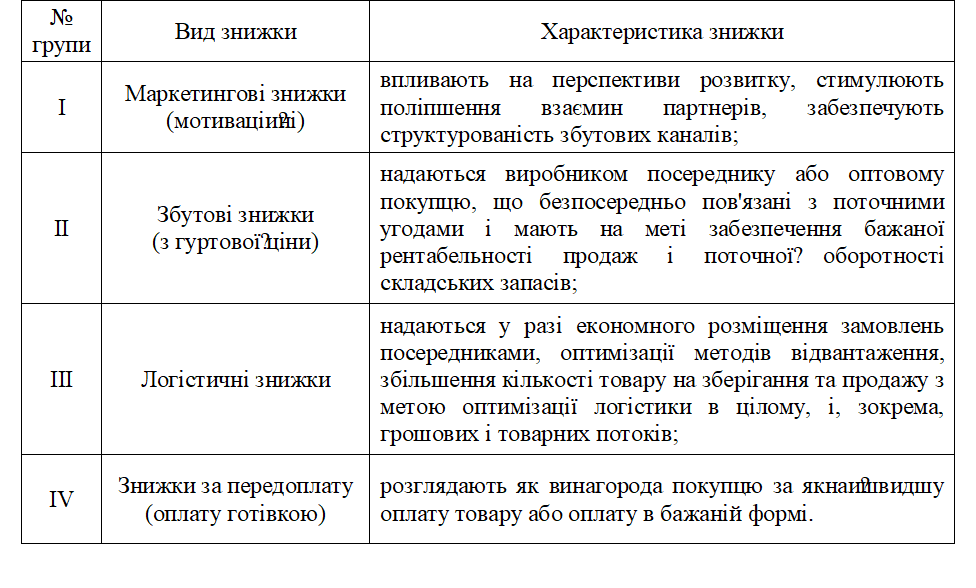 №
групи
Вид знижки
Характеристика знижки
I
Маркетингові знижки
(мотиваціи?ні)
впливають на перспективи розвитку, стимулюють
поліпшення взаємин партнерів, забезпечують
структурованість збутових каналів;
II
Збутові знижки
(з гуртової? ціни)
надаються виробником посереднику або оптовому
покупцю, що безпосередньо пов'язані з поточними
угодами і мають на меті забезпечення бажаної
рентабельності продаж і поточної? оборотності
складських запасів;
III
Логістичні знижки
надаються у разі економного розміщення замовлень
посередниками, оптимізації методів відвантаження,
збільшення кількості товару на зберігання та продажу з
метою оптимізації логістики в цілому, і, зокрема,
грошових і товарних потоків;
IV
Знижки за передоплату
(оплату готівкою)
розглядають як винагорода покупцю за якнаи?швидшу
оплату товару або оплату в бажаній формі.